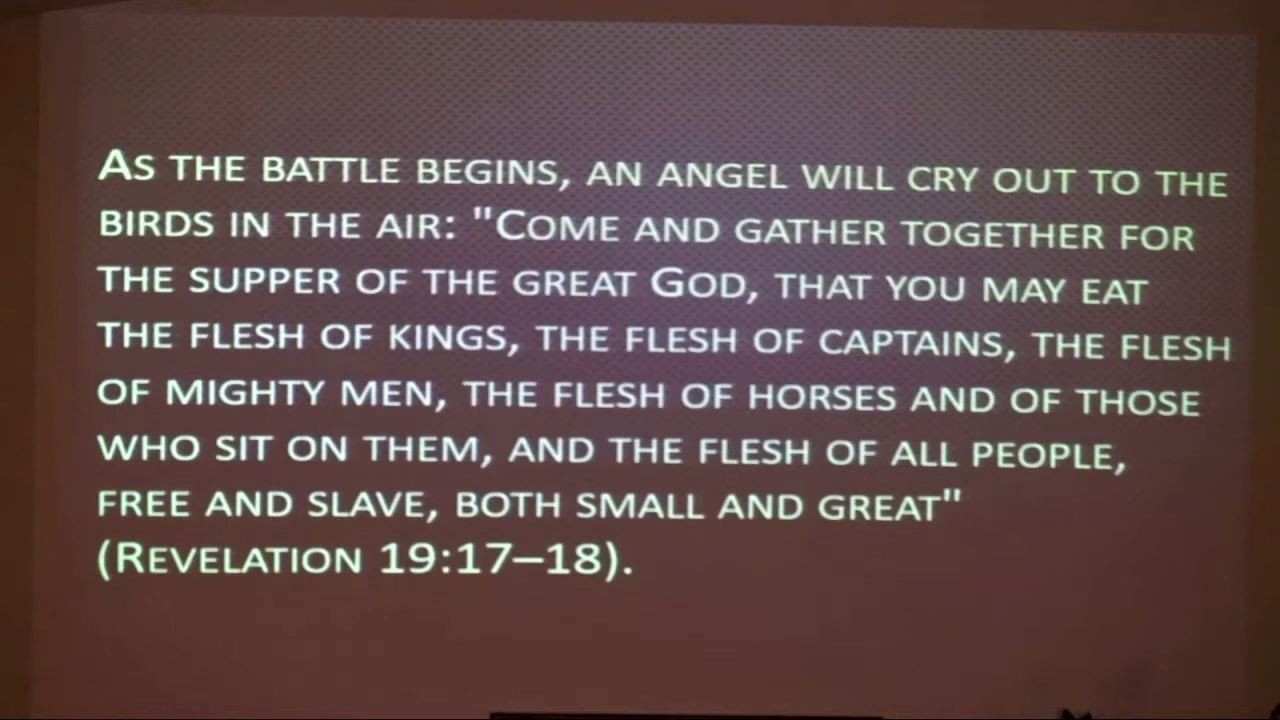 As the battle begins, an angel will cry out to the
birds in the air: "Come and gather together for
the supper of the great God, that you may eat
the flesh of kings, the flesh of captains, the flesh
of mighty men, the flesh of horses and of those
who sit on them, and the flesh of all people,
free and slave, both small and great"
(Revelation 19:17–18).